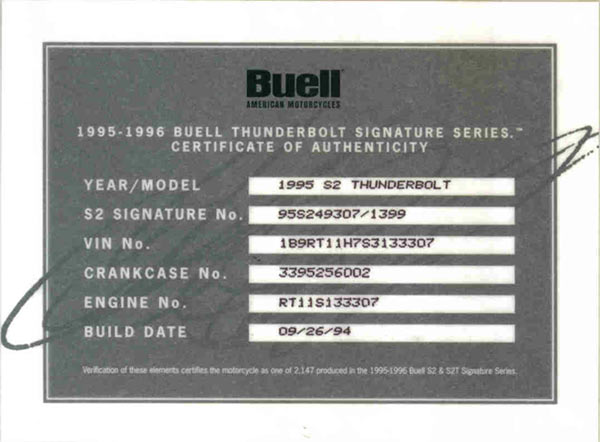 Buell
AMERICAN MOTORCYCLES
1995-1996 BUELL THUNDERBOLT SIGNATURE SERIES.™
CERTIFICATE OF AUTHENTICITY
YEAR/MODEL 1995 S2 THUNDERBOLT
S2 SIGNATURE No. 95S249307/1399
VIN No. 1B9RT11H7S3133307
CRANKCASE No. 3395256002
ENGINE No. RT11S133307
BUILD DATE 09/26/94
Verification of these elements certifies the motorcycle as one of 2,147 produced in the 1995-1996 Buell S2 & S2T Signature Series.